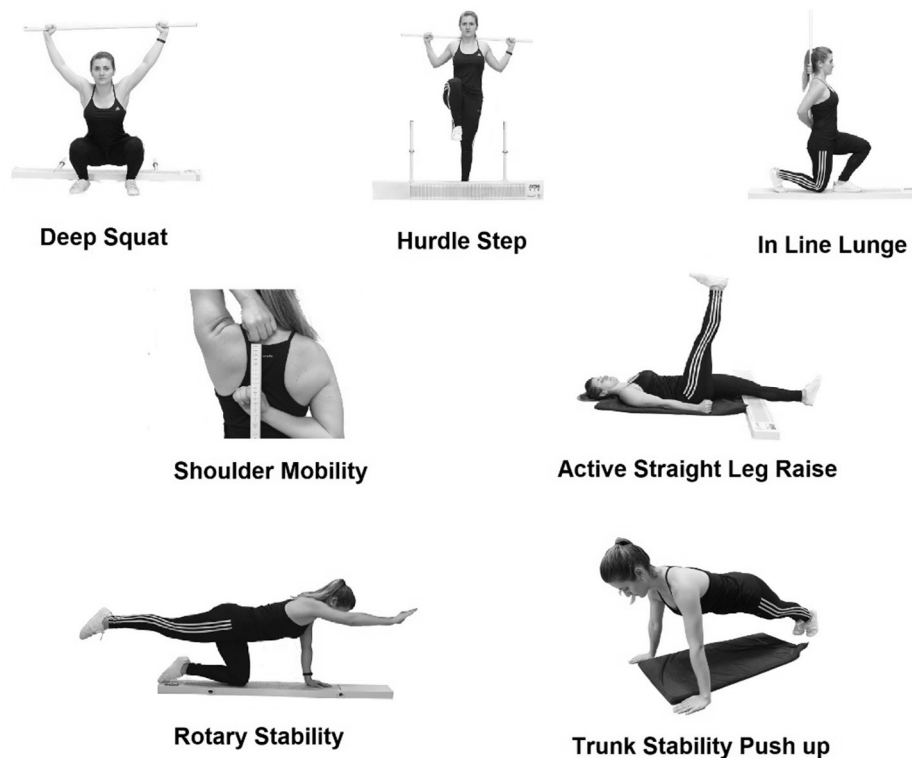 Deep Squat
Hurdle Step
In Line Lunge
Shoulder Mobility
Active Straight Leg Raise
Rotary Stability
Trunk Stability Push up